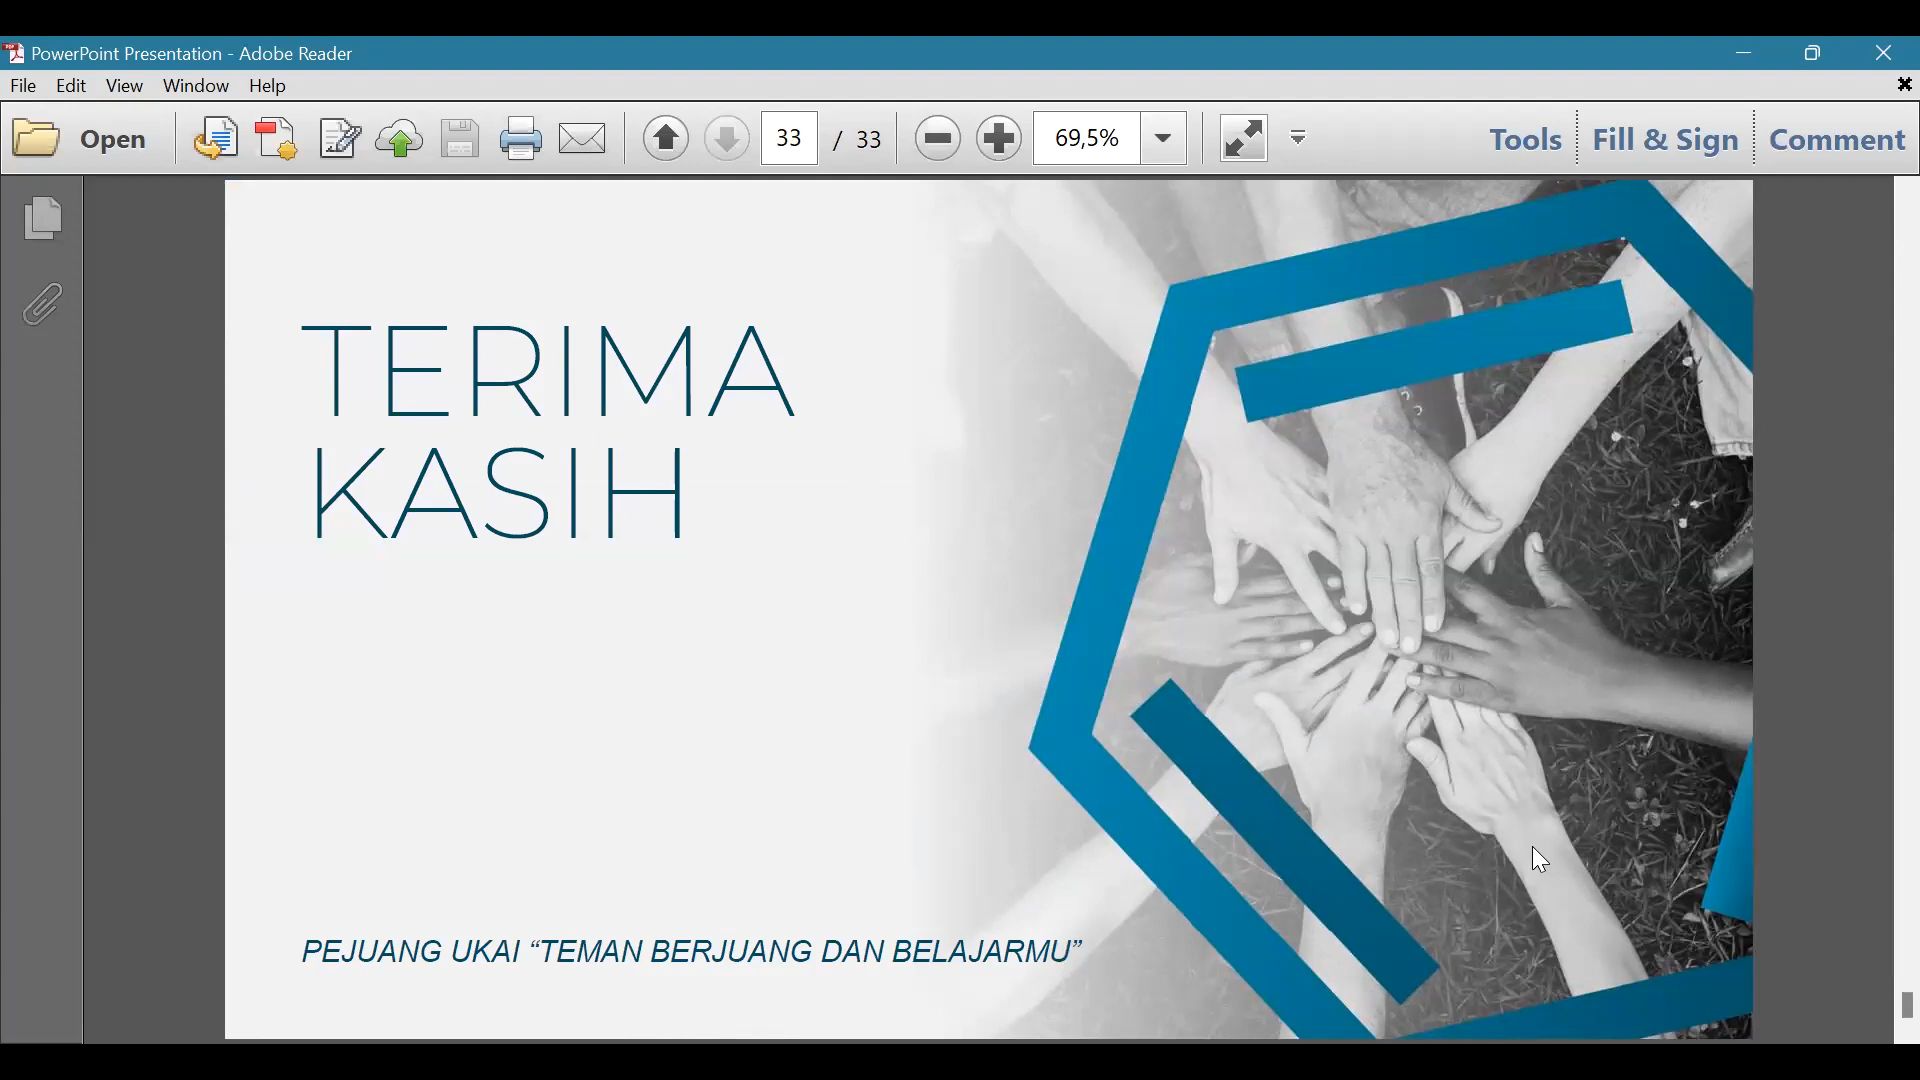 PowerPoint Presentation - Adobe Reader
File Edit View Window Help
Open 33 / 33 69,5% Tools Fill & Sign Comment
TERIMA
KASIH
PEJUANG UKAI “TEMAN BERJUANG DAN BELAJARMU”